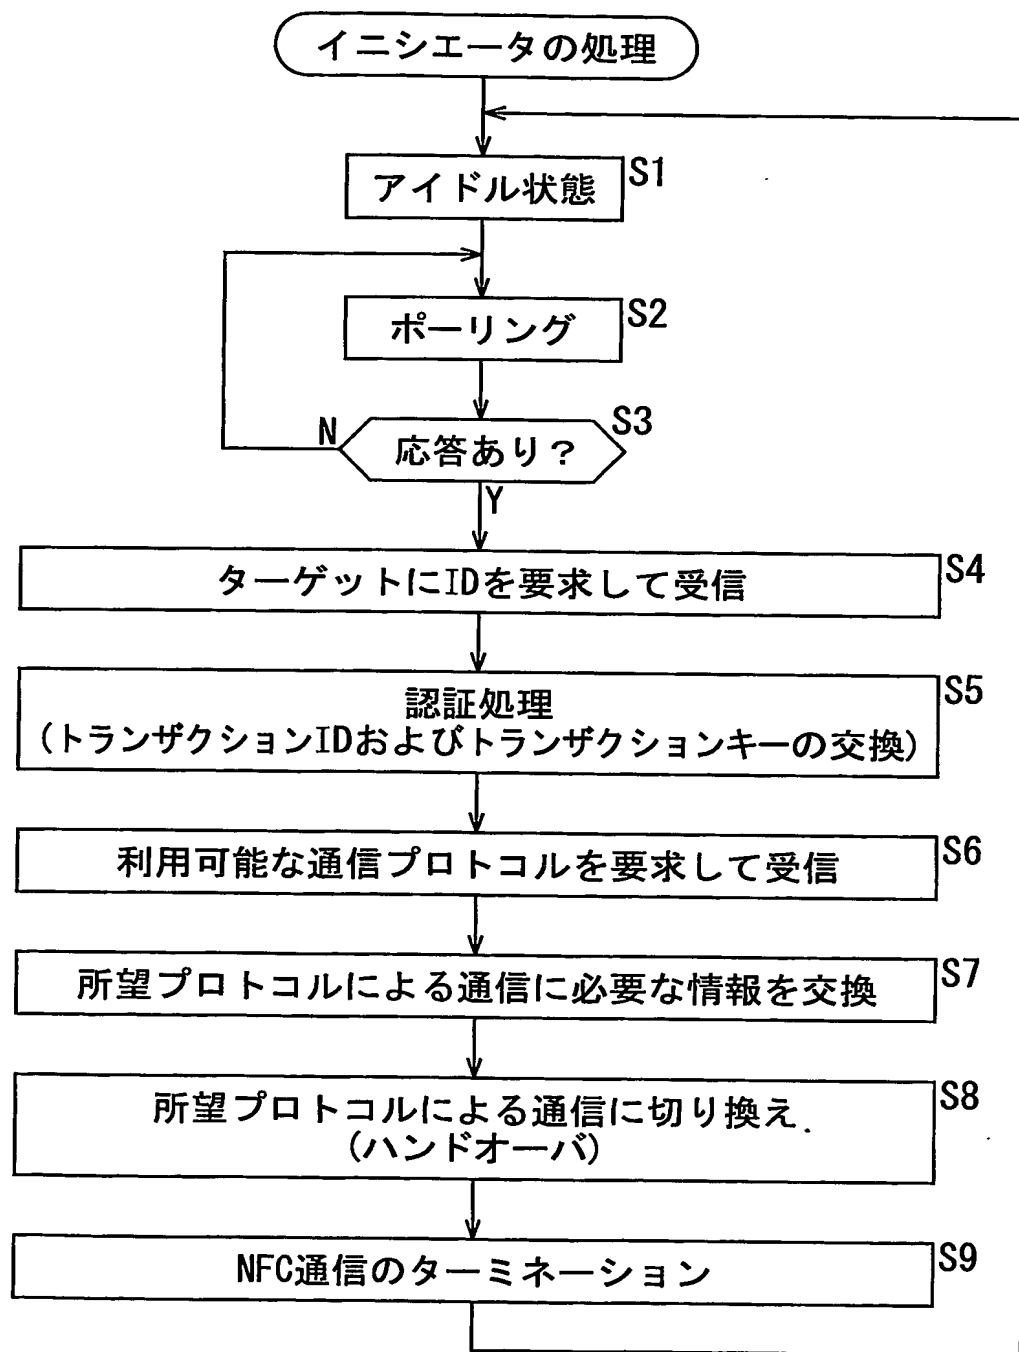 イニシエータの処理
アイドル状態
S1
ポーリング
S2
応答あり?
S3
N
Y
ターゲットにIDを要求して受信
S4
認証処理
(トランザクションIDおよびトランザクションキーの交換)
S5
利用可能な通信プロトコルを要求して受信
S6
所望プロトコルによる通信に必要な情報を交換
S7
所望プロトコルによる通信に切り換え
(ハンドオーバ)
S8
NFC通信のターミネーション
S9